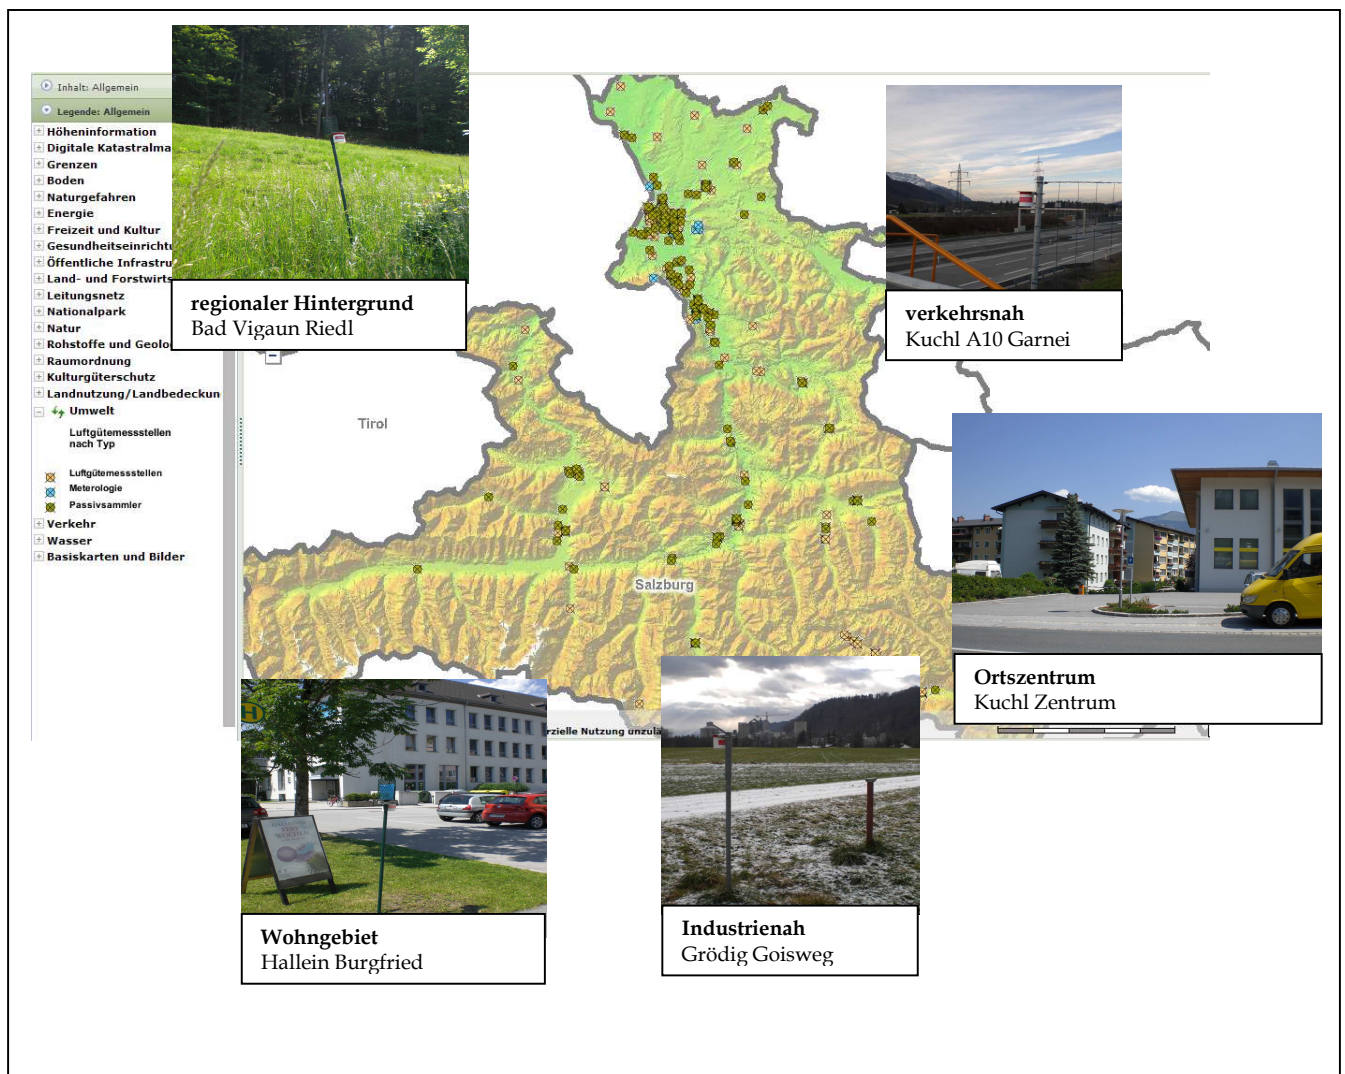 Inhalt: Allgemein
Legende: Allgemein
Höheninformation
Digitale Katastralma
Grenzen
Boden
Naturgefahren
Energie
Freizeit und Kultur
Gesundheitseinrichtu
Öffentliche Infrastru
Land- und Forstwirts
Leitungsnetz
Nationalpark
Natur
Rohstoffe und Geolo
Raumordnung
Kulturgüterschutz
Landnutzung/Landbedeckun
Umwelt
Luftgütemessstellen
nach Typ
Luftgütemessstellen
Meterologie
Passivsammler
Verkehr
Wasser
Basiskarten und Bilder
regionaler Hintergrund
Bad Vigaun Riedl
verkehrsnah
Kuchl A10 Garnei
Tirol
Salzburg
Ortszentrum
Kuchl Zentrum
rzielle Nutzung unzulä
H
Wohngebiet
Hallein Burgfried
Industrienah
Grödig Goisweg